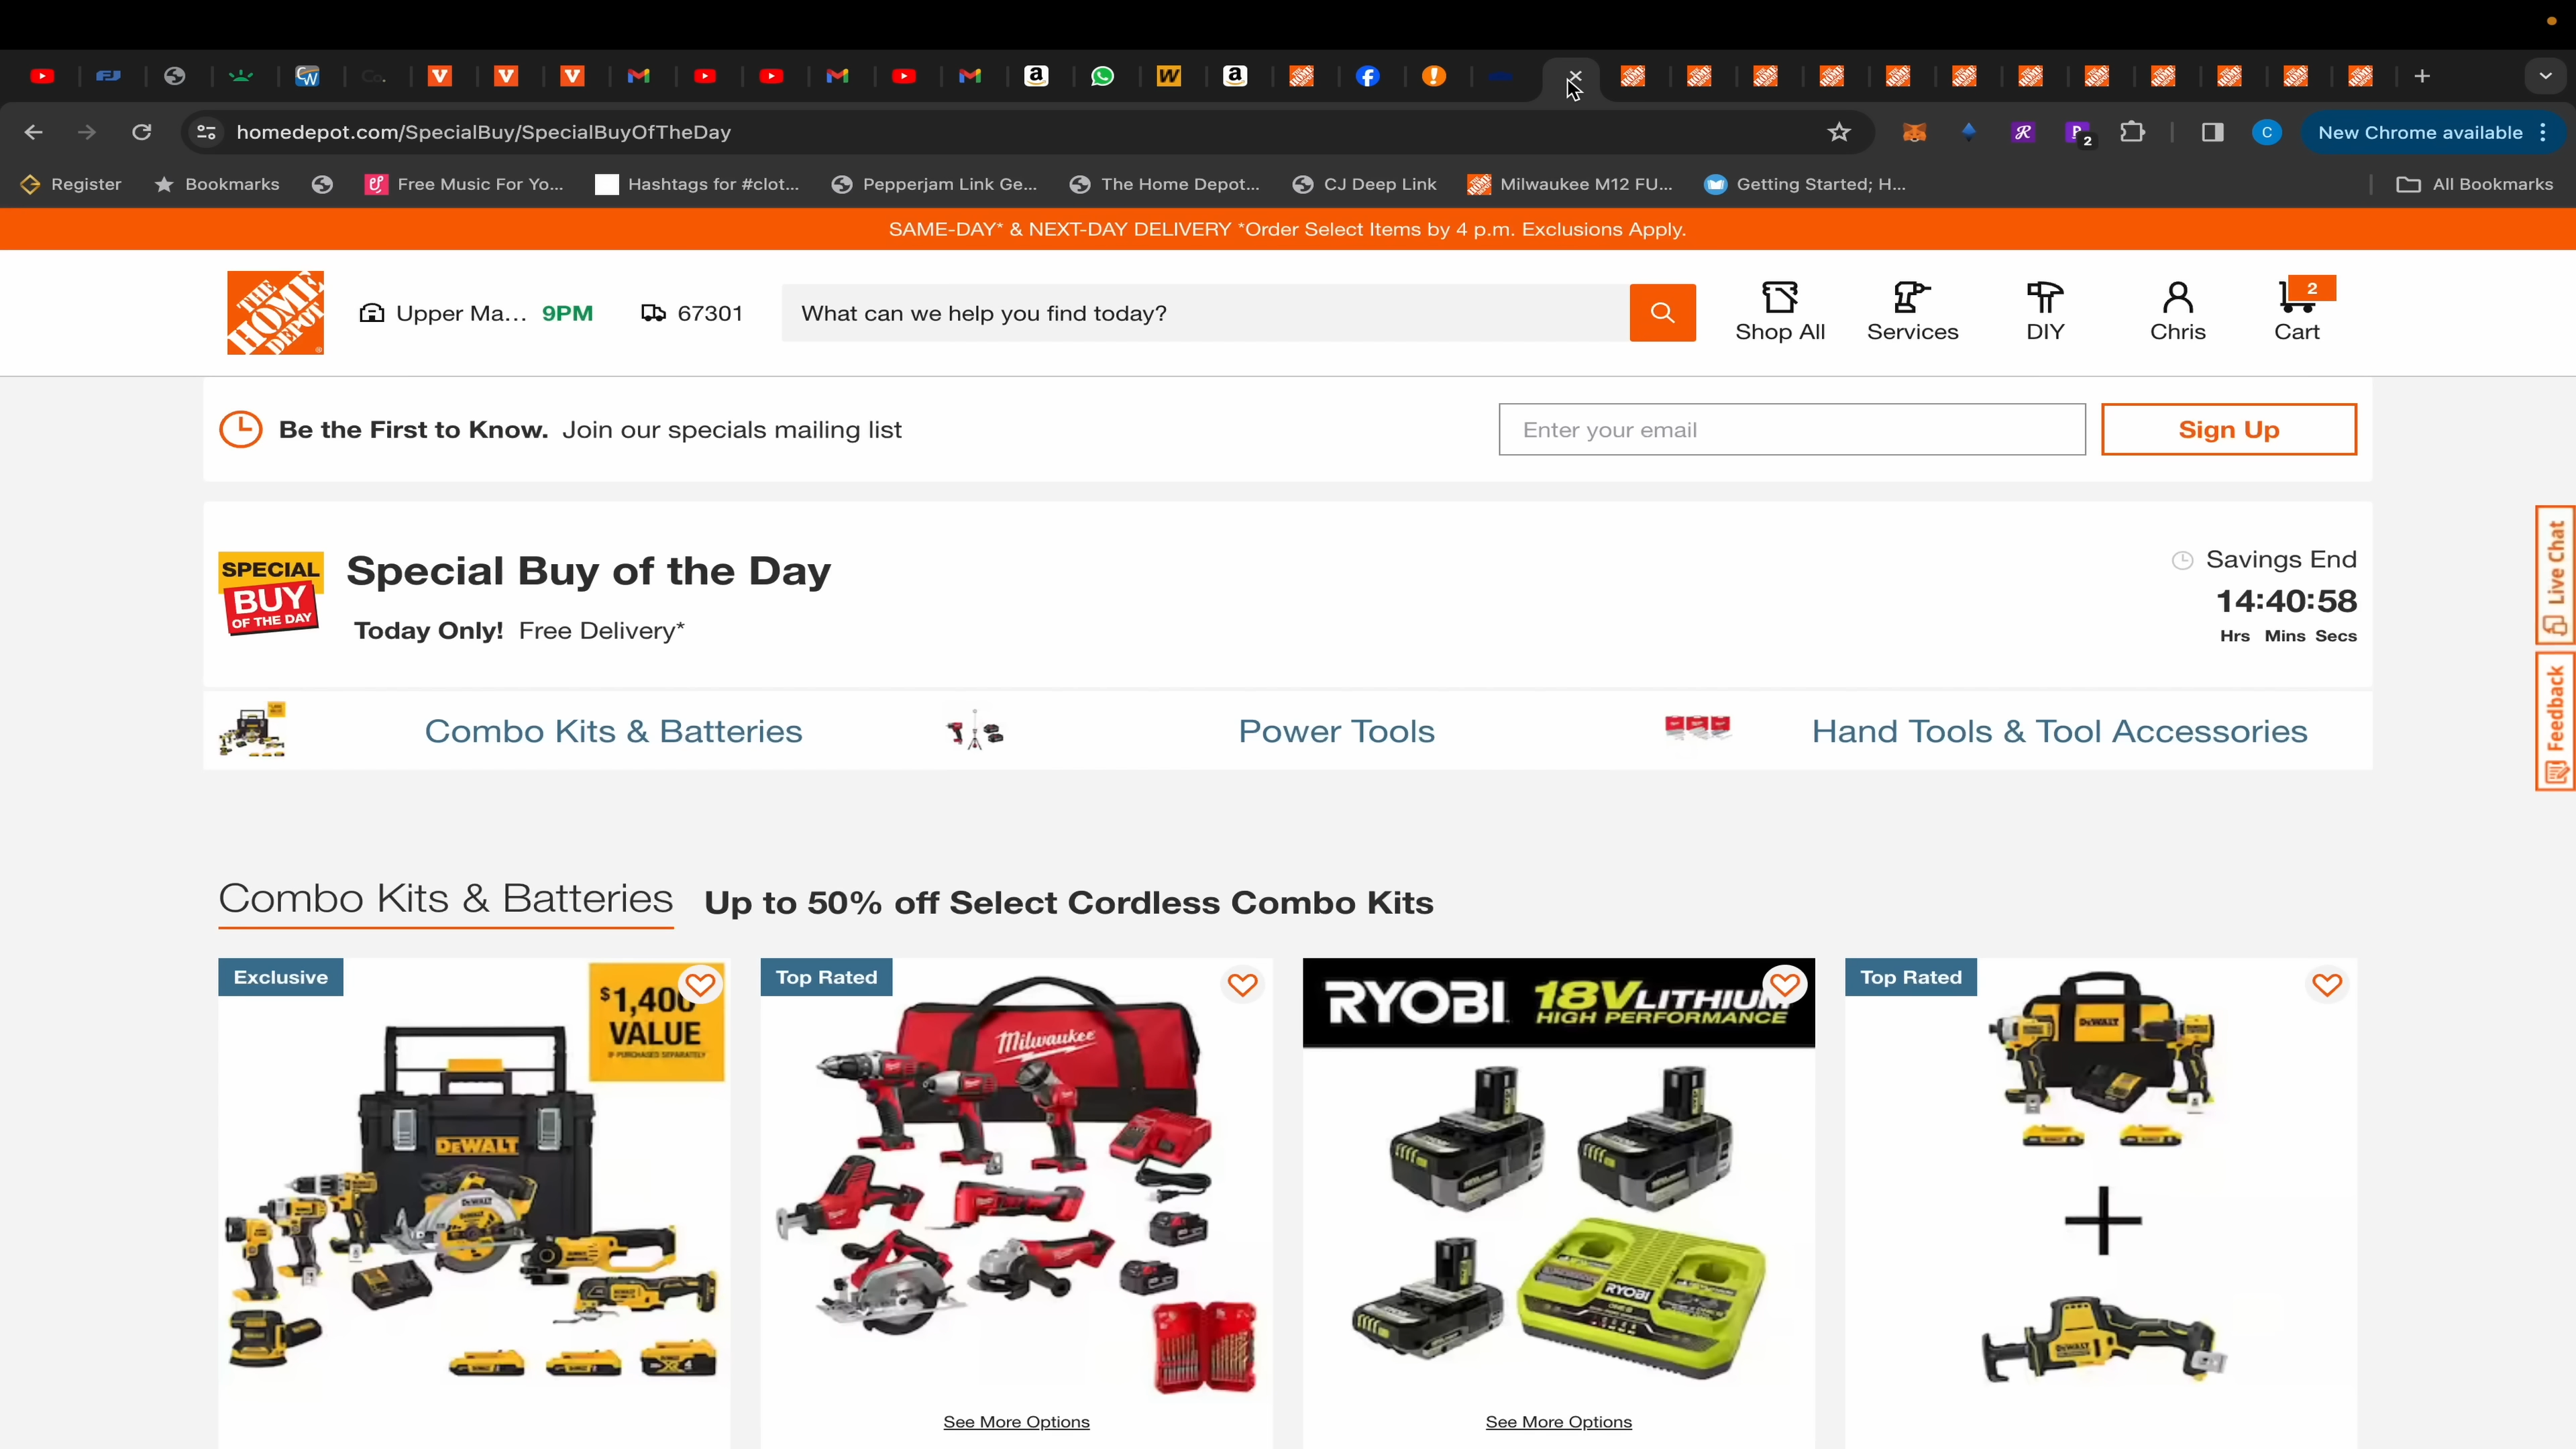 homedepot.com/SpecialBuy/SpecialBuyOfTheDay
2
C
New Chrome available
Register
Bookmarks
Free Music For Yo...
Hashtags for #clot...
Pepperjam Link Ge...
The Home Depot...
CJ Deep Link
Milwaukee M12 FU...
Getting Started; H...
All Bookmarks
SAME-DAY* & NEXT-DAY DELIVERY *Order Select Items by 4 p.m. Exclusions Apply.
THE HOME DEPOT
Upper Ma... 9PM
67301
What can we help you find today?
Shop All
Services
DIY
Chris
2
Cart
Be the First to Know. Join our specials mailing list
Enter your email
Sign Up
SPECIAL
BUY
OF THE DAY
Special Buy of the Day
Today Only! Free Delivery*
Savings End
14:40:58
Hrs Mins Secs
Live Chat
Feedback
Combo Kits & Batteries
Power Tools
Hand Tools & Tool Accessories
Combo Kits & Batteries
Up to 50% off Select Cordless Combo Kits
Exclusive
$1,400
VALUE
IF PURCHASED SEPARATELY
DEWALT
Top Rated
Milwaukee
See More Options
RYOBI 18V LITHIUM
HIGH PERFORMANCE
RYOBI
See More Options
Top Rated
DEWALT
+
DEWALT